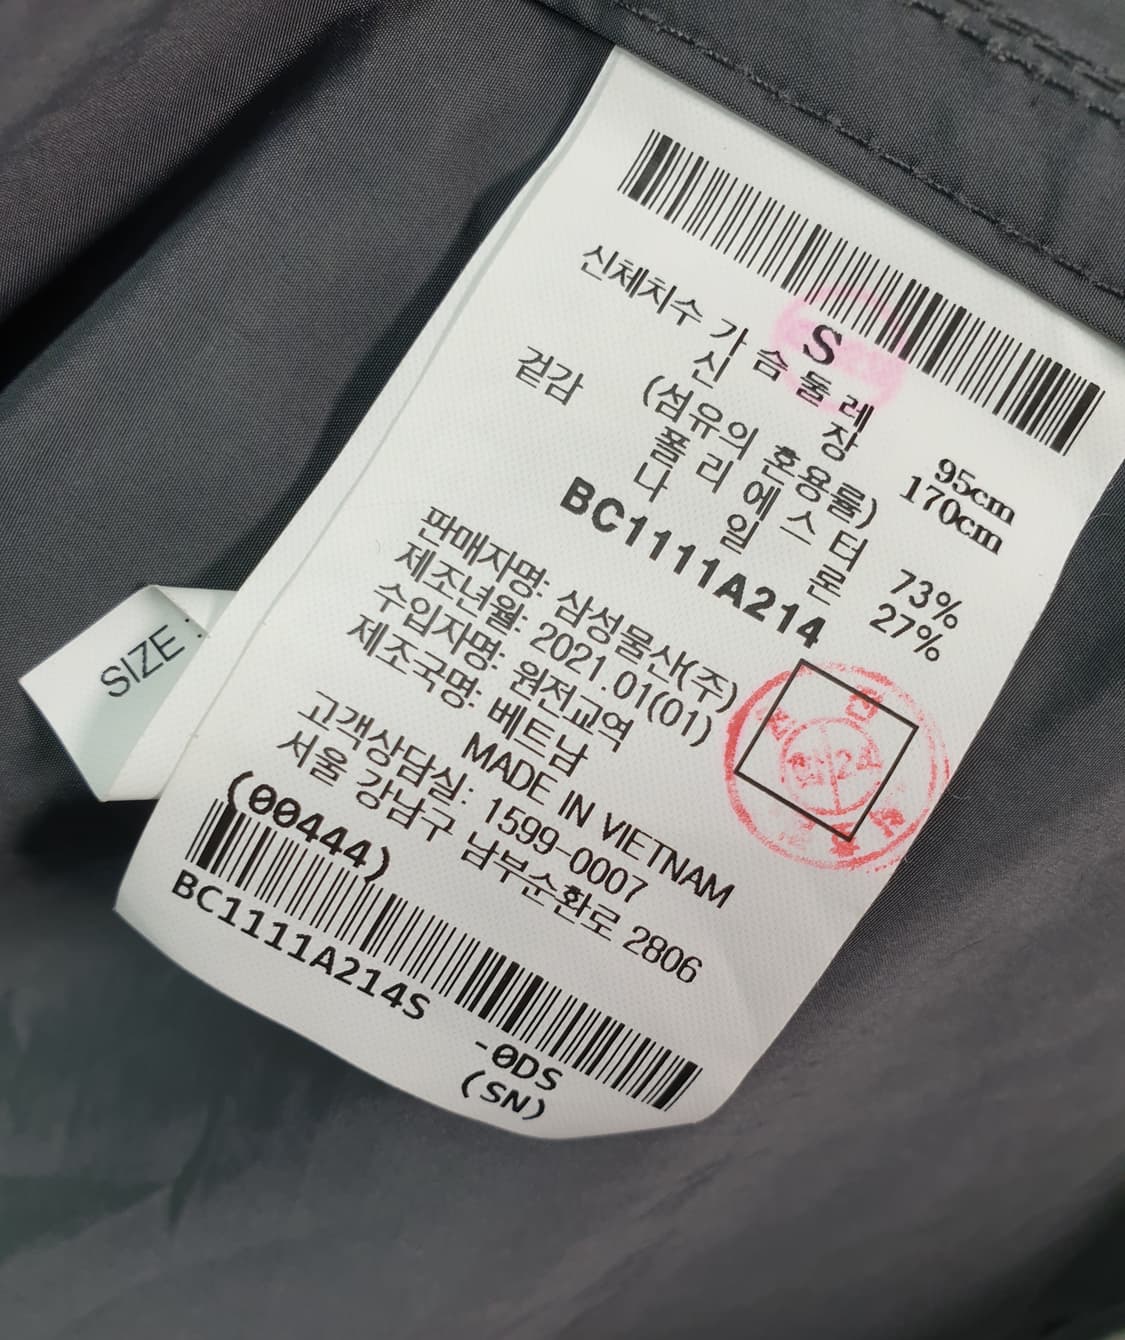 S
신체치수 가슴둘레 95cm
신장 170cm
겉감 (섬유의 혼용률)
폴리에스터 73%
나일론 27%
BC1111A214
판매자명: 삼성물산(주)
제조년월: 2021.01(01)
수입자명: 원전교역
제조국명: 베트남
MADE IN VIETNAM
고객상담실: 1599-0007
서울 강남구 남부순환로 2806
(00444)
BC1111A214S
-0DS
(SN)
SIZE :